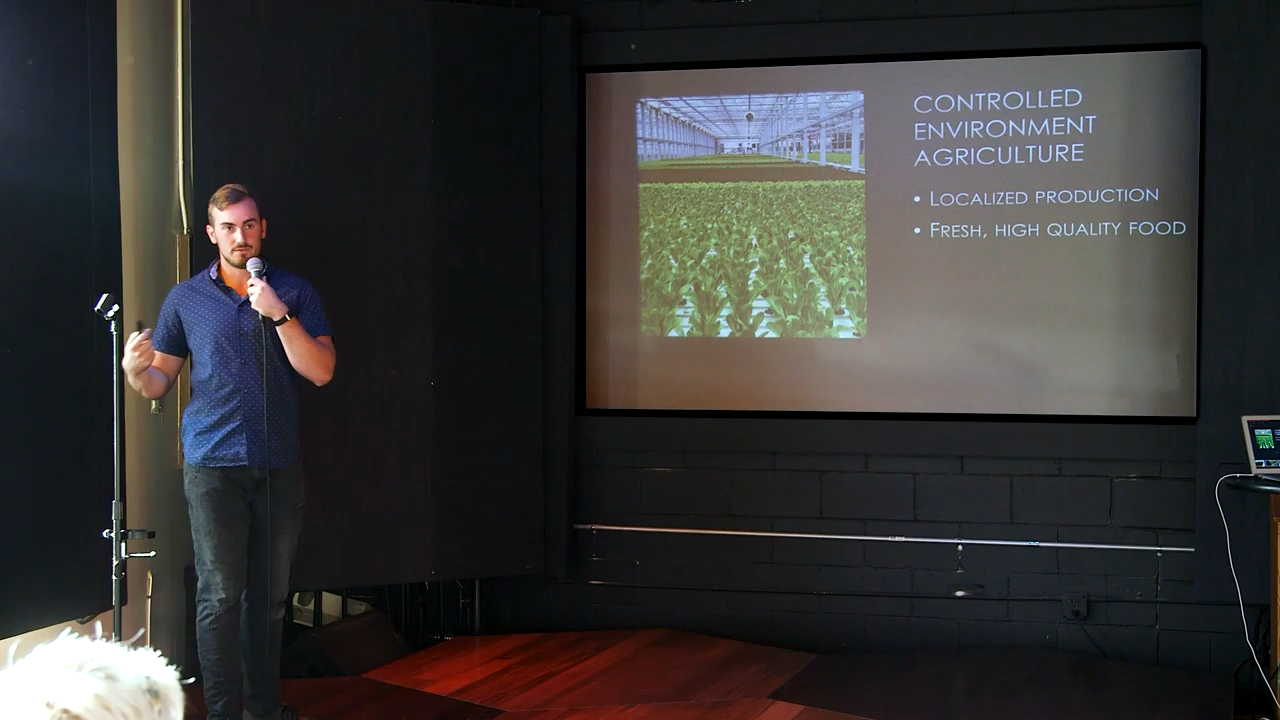 CONTROLLED
ENVIRONMENT
AGRICULTURE
• LOCALIZED PRODUCTION
• FRESH, HIGH QUALITY FOOD